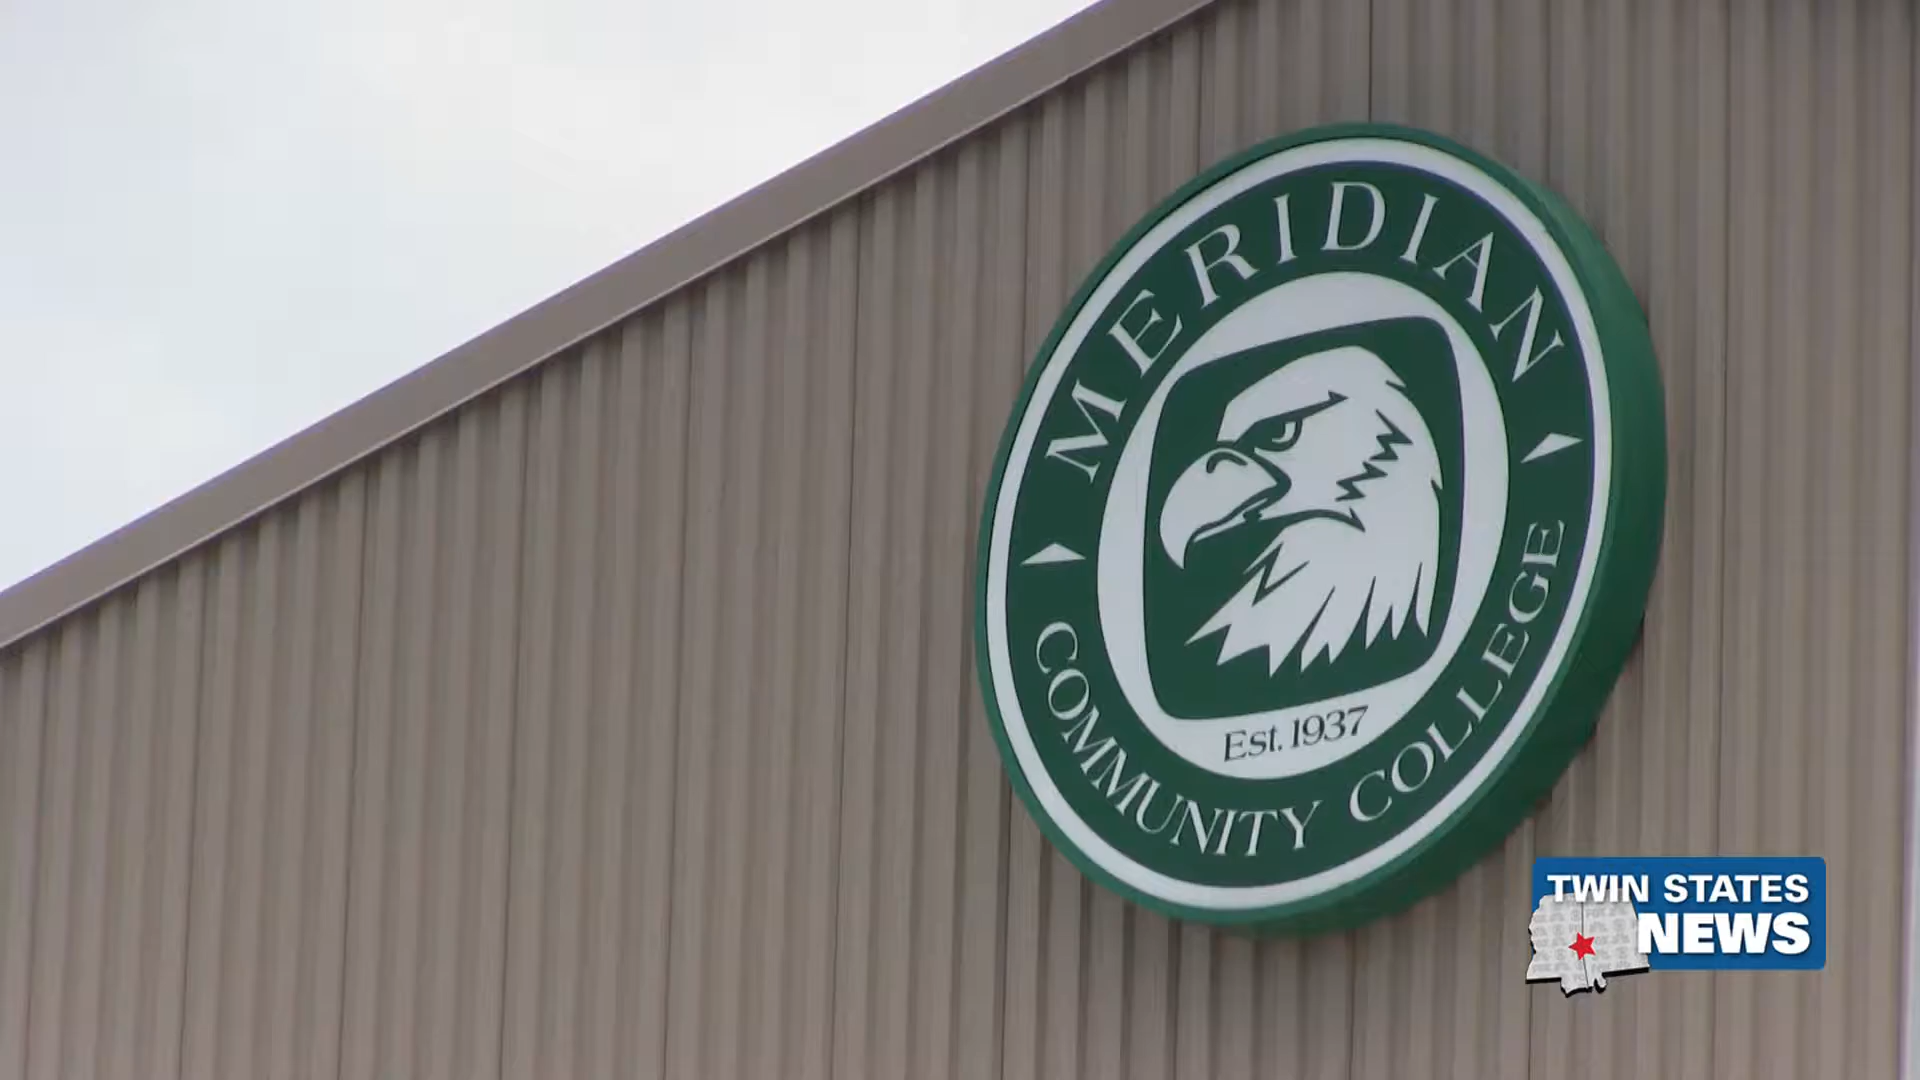 MERIDIAN
COMMUNITY COLLEGE
Est. 1937
TWIN STATES
NEWS